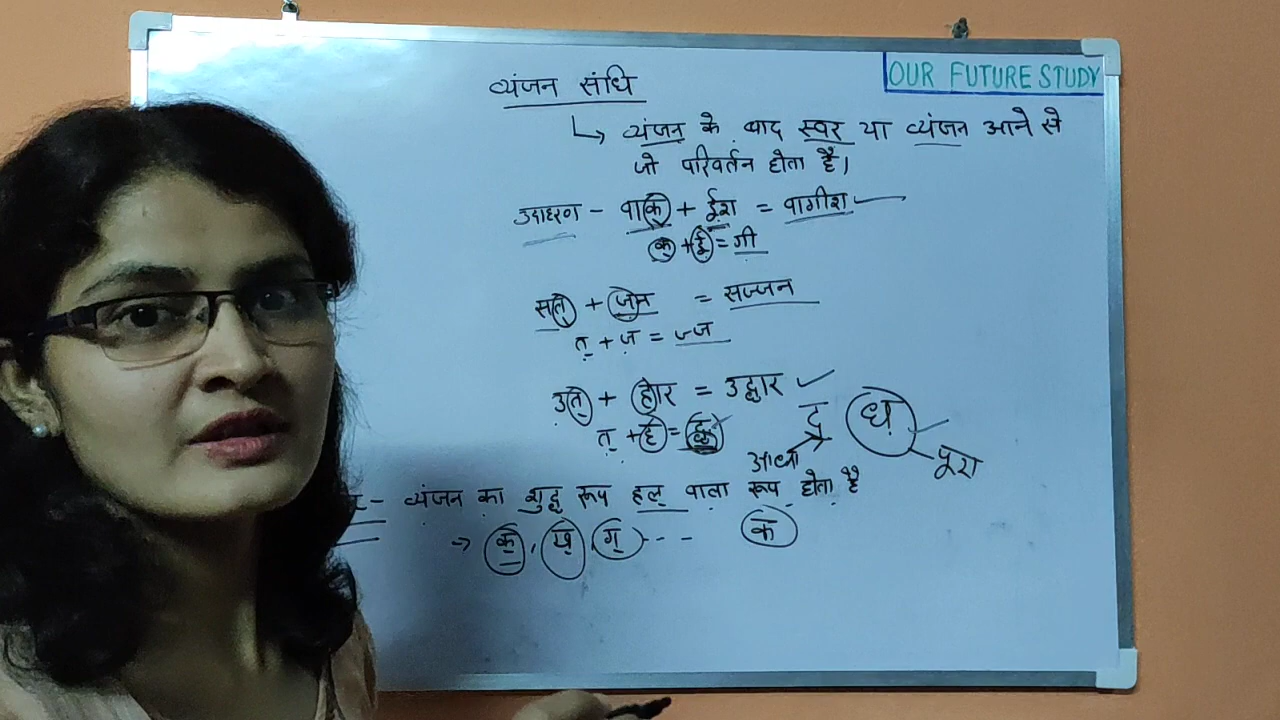 OUR FUTURE STUDY
व्यंजन संधि
↳ व्यंजन के बाद स्वर या व्यंजन आने से
जो परिवर्तन होता है।
उदाहरण - वाक् + ईश = वागीश
क् + ई = गी
सत् + जन = सज्जन
त् + ज = ज्ज
उत् + हार = उद्धार
त् + ह =
द् ध
आधा पूरा
- व्यंजन का शुद्ध रूप हल् वाला रूप होता है
→ क्, ख्, ग् --- क